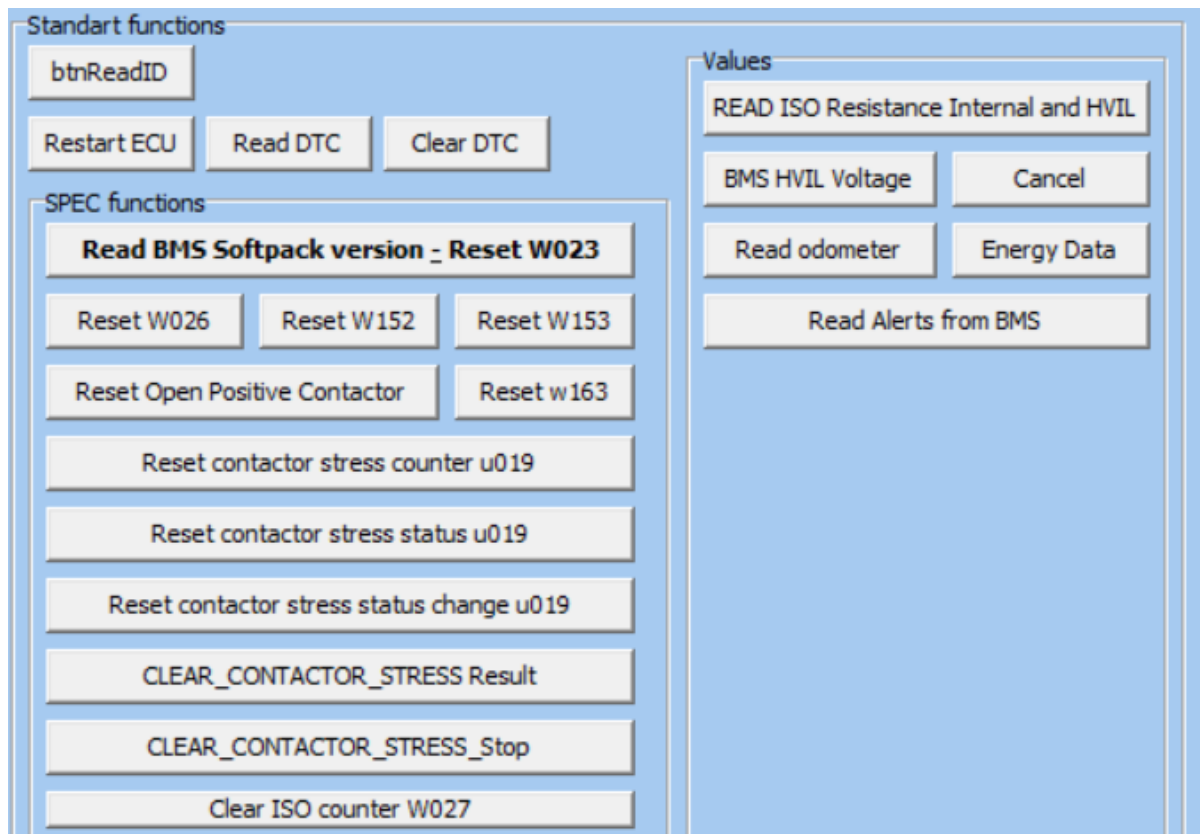 Standart functions
btnReadID
Restart ECU
Read DTC
Clear DTC
SPEC functions
Read BMS Softpack version - Reset W023
Reset W026
Reset W152
Reset W153
Reset Open Positive Contactor
Reset w163
Reset contactor stress counter u019
Reset contactor stress status u019
Reset contactor stress status change u019
CLEAR_CONTACTOR_STRESS Result
CLEAR_CONTACTOR_STRESS_Stop
Clear ISO counter W027
Values
READ ISO Resistance Internal and HVIL
BMS HVIL Voltage
Cancel
Read odometer
Energy Data
Read Alerts from BMS